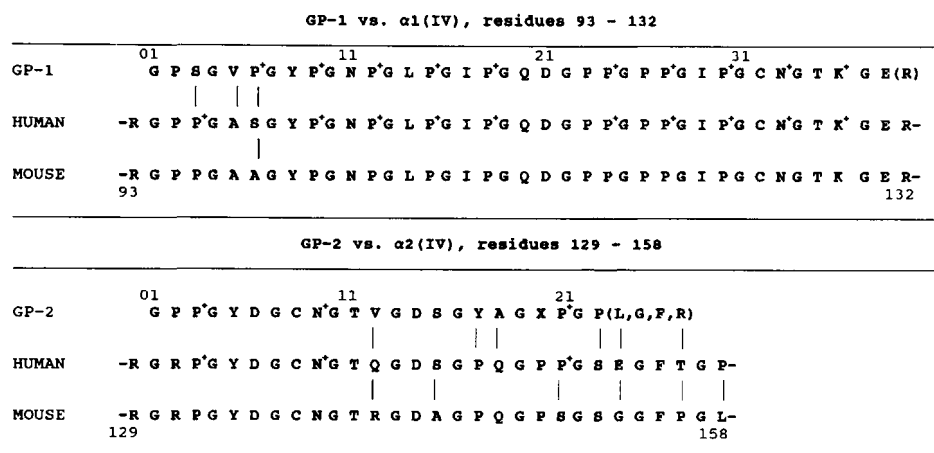 GP-1 vs. α1(IV), residues 93 - 132
01 11 21 31
GP-1 G P S G V P⁺G Y P⁺G N P⁺G L P⁺G I P⁺G Q D G P P⁺G P P⁺G I P⁺G C N⁺G T K⁺ G E(R)
HUMAN -R G P P⁺G A S G Y P⁺G N P⁺G L P⁺G I P⁺G Q D G P P⁺G P P⁺G I P⁺G C N⁺G T K⁺ G E R-
MOUSE -R G P P G A A G Y P G N P G L P G I P G Q D G P P G P P G I P G C N G T K G E R-
93 132
GP-2 vs. α2(IV), residues 129 - 158
01 11 21
GP-2 G P P⁺G Y D G C N⁺G T V G D S G Y A G X P⁺G P(L,G,F,R)
HUMAN -R G R P⁺G Y D G C N⁺G T Q G D S G P Q G P P⁺G S E G F T G P-
MOUSE -R G R P G Y D G C N G T R G D A G P Q G P S G S G G F P G L-
129 158